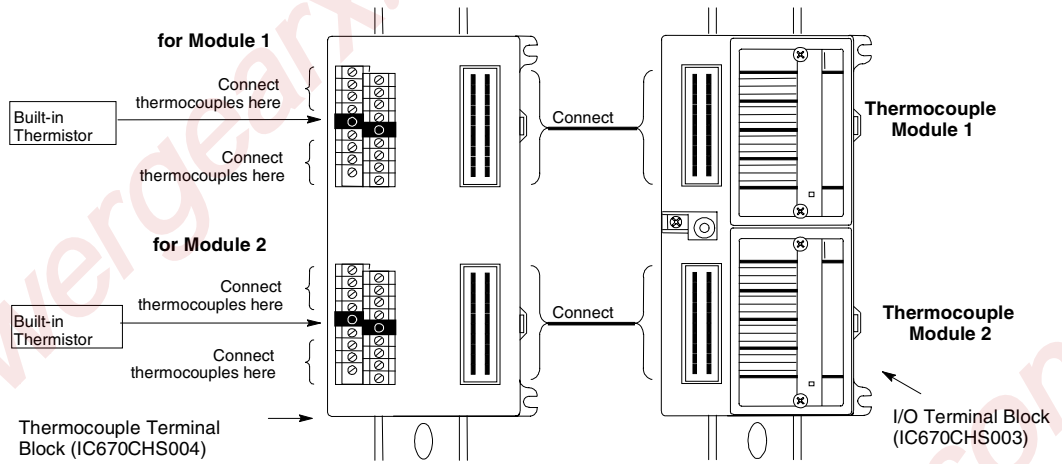 for Module 1
Connect
thermocouples here
Built-in
Thermistor
Connect
thermocouples here
Connect
Thermocouple
Module 1
for Module 2
Connect
thermocouples here
Built-in
Thermistor
Connect
thermocouples here
Connect
Thermocouple
Module 2
Thermocouple Terminal
Block (IC670CHS004)
I/O Terminal Block
(IC670CHS003)